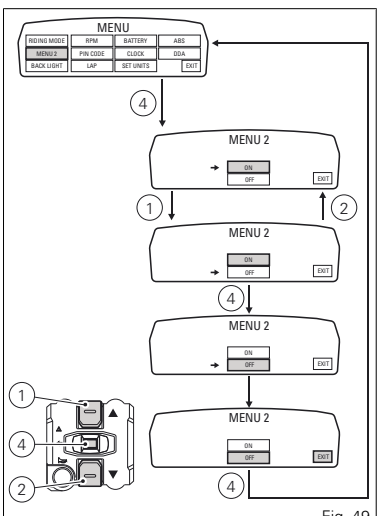 MENU
RIDING MODE RPM BATTERY ABS
MENU 2 PIN CODE CLOCK DDA
BACK LIGHT LAP SET UNITS EXIT
4
MENU 2
ON
OFF EXIT
1 2
MENU 2
ON
OFF EXIT
4
MENU 2
ON
OFF EXIT
1
MENU 2
4
ON
OFF EXIT
2
4
Fig. 49